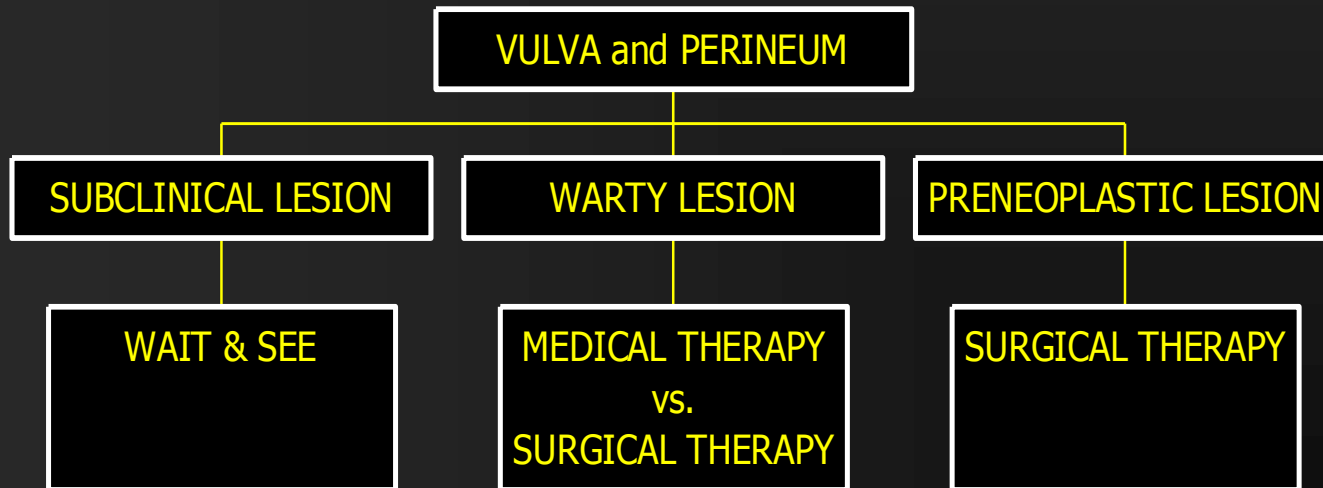 VULVA and PERINEUM
SUBCLINICAL LESION
WARTY LESION
PRENEOPLASTIC LESION
WAIT & SEE
MEDICAL THERAPY
vs.
SURGICAL THERAPY
SURGICAL THERAPY